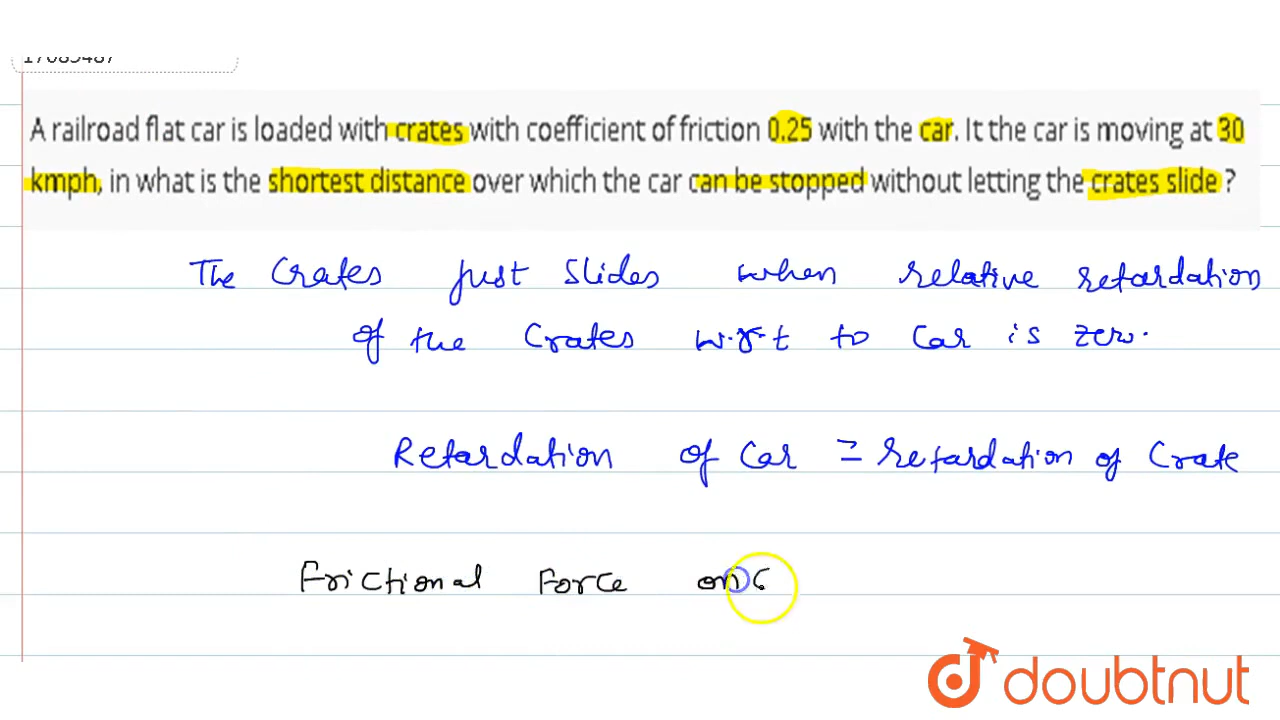 17085487
A railroad flat car is loaded with crates with coefficient of friction 0.25 with the car. It the car is moving at 30
kmph, in what is the shortest distance over which the car can be stopped without letting the crates slide ?
The Crates just Slides when relative retardation
of the Crates w.r.t to Car is zero.
Retardation of Car = retardation of Crate
Frictional Force on C
doubtnut